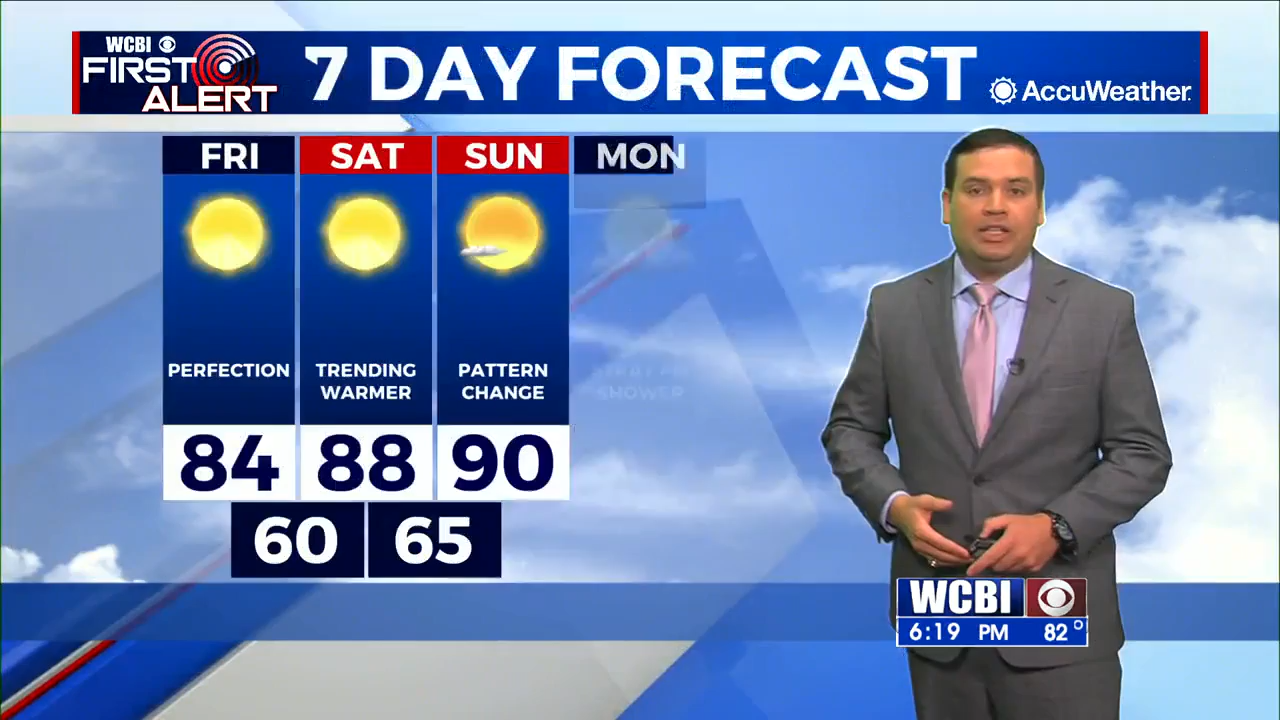 WCBI
FIRST
ALERT
7 DAY FORECAST
AccuWeather
FRI
SAT
SUN
MON
PERFECTION
TRENDING
WARMER
PATTERN
CHANGE
SHOWER
84
88
90
60
65
WCBI
6:19 PM 82°